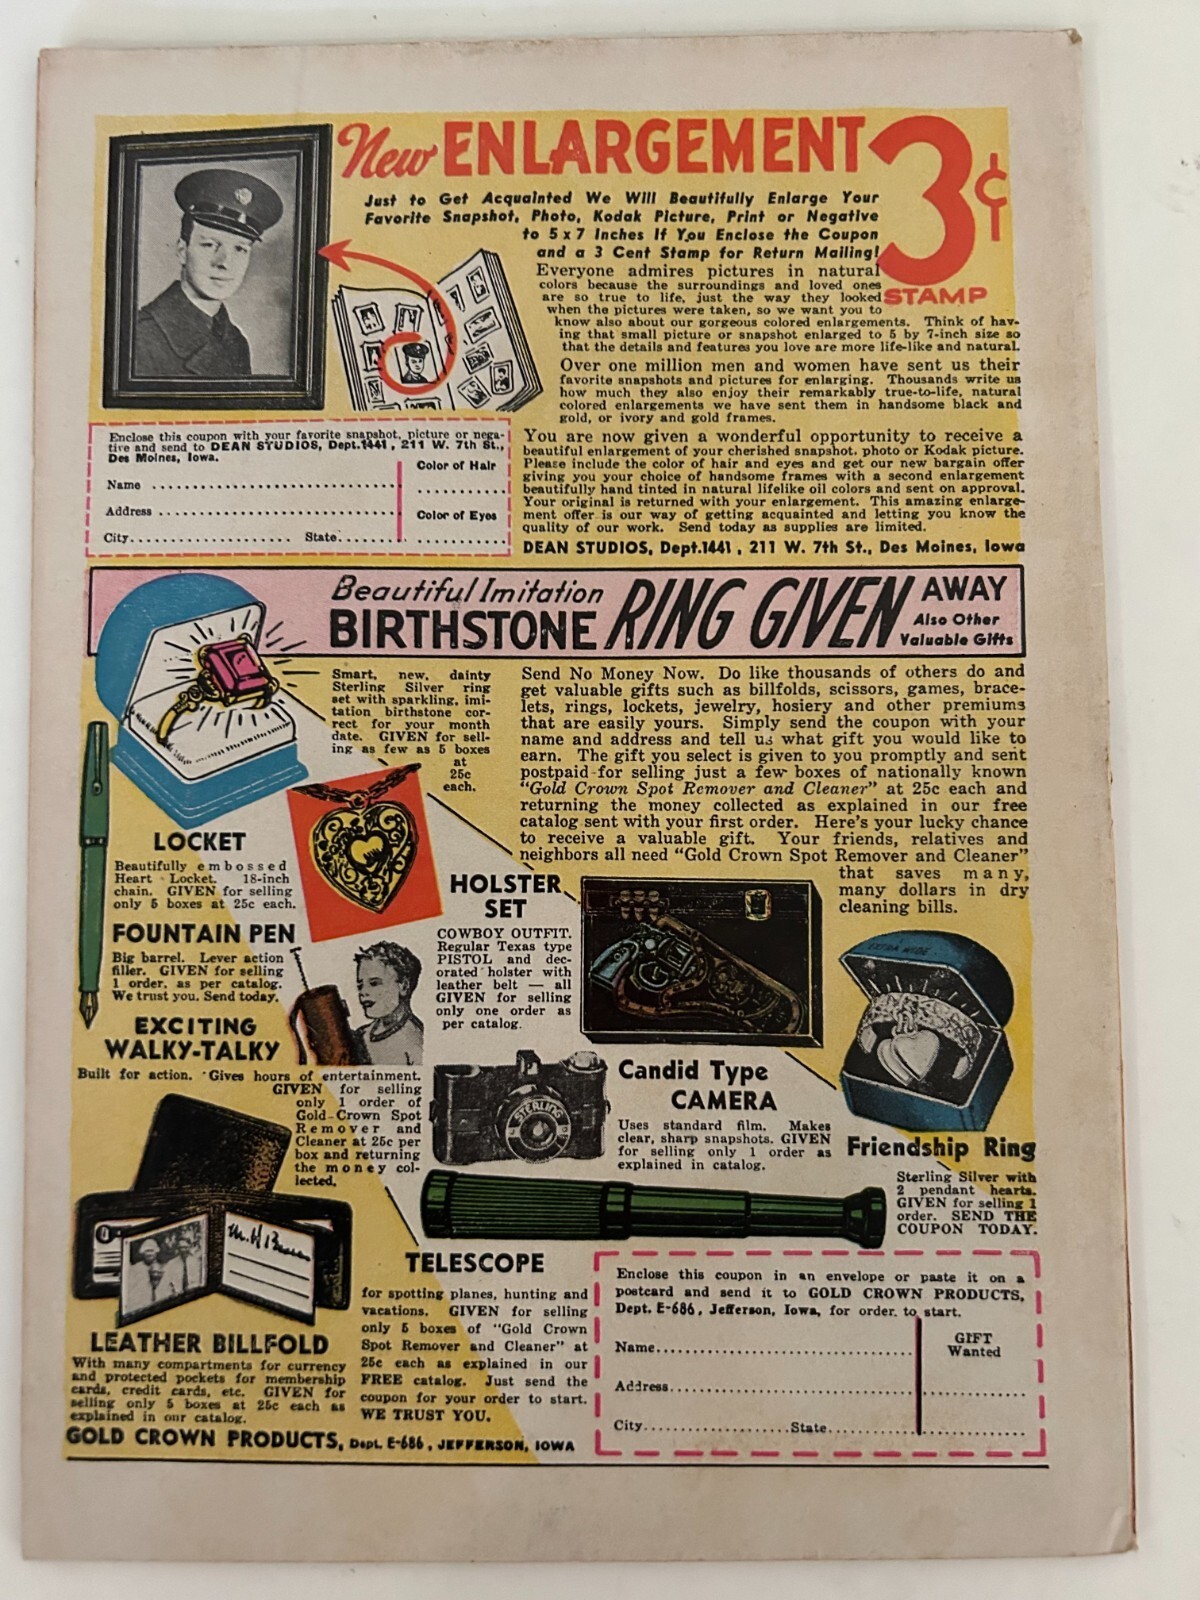 New ENLARGEMENT 3¢
STAMP
Just to Get Acquainted We Will Beautifully Enlarge Your
Favorite Snapshot, Photo, Kodak Picture, Print or Negative
to 5 x 7 Inches If You Enclose the Coupon
and a 3 Cent Stamp for Return Mailing!
Everyone admires pictures in natural
colors because the surroundings and loved ones
are so true to life, just the way they looked
when the pictures were taken, so we want you to
know also about our gorgeous colored enlargements. Think of hav-
ing that small picture or snapshot enlarged to 5 by 7-inch size so
that the details and features you love are more life-like and natural.
Over one million men and women have sent us their
favorite snapshots and pictures for enlarging. Thousands write us
how much they also enjoy their remarkably true-to-life, natural
colored enlargements we have sent them in handsome black and
gold, or ivory and gold frames.
You are now given a wonderful opportunity to receive a
beautiful enlargement of your cherished snapshot, photo or Kodak picture.
Please include the color of hair and eyes and get our new bargain offer
giving you your choice of handsome frames with a second enlargement
beautifully hand tinted in natural lifelike oil colors and sent on approval.
Your original is returned with your enlargement. This amazing enlarge-
ment offer is our way of getting acquainted and letting you know the
quality of our work. Send today as supplies are limited.
DEAN STUDIOS, Dept.1441, 211 W. 7th St., Des Moines, Iowa
Enclose this coupon with your favorite snapshot, picture or nega-
tive and send to DEAN STUDIOS, Dept.1441, 211 W. 7th St.,
Des Moines, Iowa.
Color of Hair
Name
Address
Color of Eyes
City State
Beautiful Imitation
BIRTHSTONE RING GIVEN AWAY
Also Other
Valuable Gifts
Smart, new, dainty
Sterling Silver ring
set with sparkling, imi-
tation birthstone cor-
rect for your month
date. GIVEN for sell-
ing as few as 5 boxes
at
25c
each.
Send No Money Now. Do like thousands of others do and
get valuable gifts such as billfolds, scissors, games, brace-
lets, rings, lockets, jewelry, hosiery and other premiums
that are easily yours. Simply send the coupon with your
name and address and tell us what gift you would like to
earn. The gift you select is given to you promptly and sent
postpaid for selling just a few boxes of nationally known
"Gold Crown Spot Remover and Cleaner" at 25c each and
returning the money collected as explained in our free
catalog sent with your first order. Here's your lucky chance
to receive a valuable gift. Your friends, relatives and
neighbors all need "Gold Crown Spot Remover and Cleaner"
that saves many,
many dollars in dry
cleaning bills.
LOCKET
Beautifully embossed
Heart Locket. 18-inch
chain. GIVEN for selling
only 5 boxes at 25c each.
FOUNTAIN PEN
Big barrel. Lever action
filler. GIVEN for selling
1 order, as per catalog.
We trust you. Send today.
EXCITING
WALKY-TALKY
Built for action. Gives hours of entertainment.
GIVEN for selling
only 1 order of
Gold Crown Spot
Remover and
Cleaner at 25c per
box and returning
the money col-
lected.
HOLSTER
SET
COWBOY OUTFIT.
Regular Texas type
PISTOL and dec-
orated holster with
leather belt — all
GIVEN for selling
only one order as
per catalog.
EXTRA WIDE
STERLING
Candid Type
CAMERA
Uses standard film. Makes
clear, sharp snapshots. GIVEN
for selling only 1 order as
explained in catalog.
Friendship Ring
Sterling Silver with
2 pendant hearts.
GIVEN for selling 1
order. SEND THE
COUPON TODAY.
LEATHER BILLFOLD
With many compartments for currency
and protected pockets for membership
cards, credit cards, etc. GIVEN for
selling only 5 boxes at 25c each as
explained in our catalog.
TELESCOPE
for spotting planes, hunting and
vacations. GIVEN for selling
only 5 boxes of "Gold Crown
Spot Remover and Cleaner" at
25c each as explained in our
FREE catalog. Just send the
coupon for your order to start.
WE TRUST YOU.
GOLD CROWN PRODUCTS, Dept. E-686, JEFFERSON, IOWA
Enclose this coupon in an envelope or paste it on a
postcard and send it to GOLD CROWN PRODUCTS,
Dept. E-686, Jefferson, Iowa, for order to start.
GIFT
Wanted
Name
Address
City State